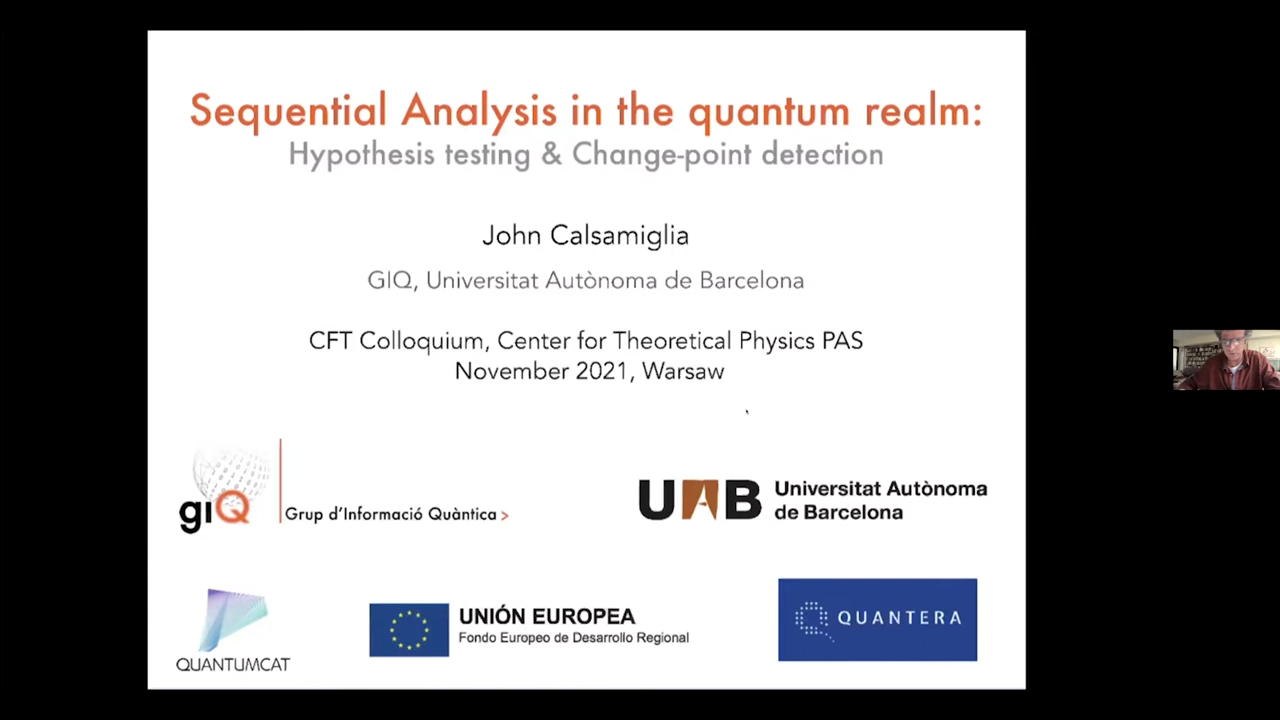 Sequential Analysis in the quantum realm:
Hypothesis testing & Change-point detection
John Calsamiglia
GIQ, Universitat Autònoma de Barcelona
CFT Colloquium, Center for Theoretical Physics PAS
November 2021, Warsaw
giQ
Grup d'Informació Quàntica >
UAB
Universitat Autònoma
de Barcelona
QUANTUMCAT
UNIÓN EUROPEA
Fondo Europeo de Desarrollo Regional
QUANTERA